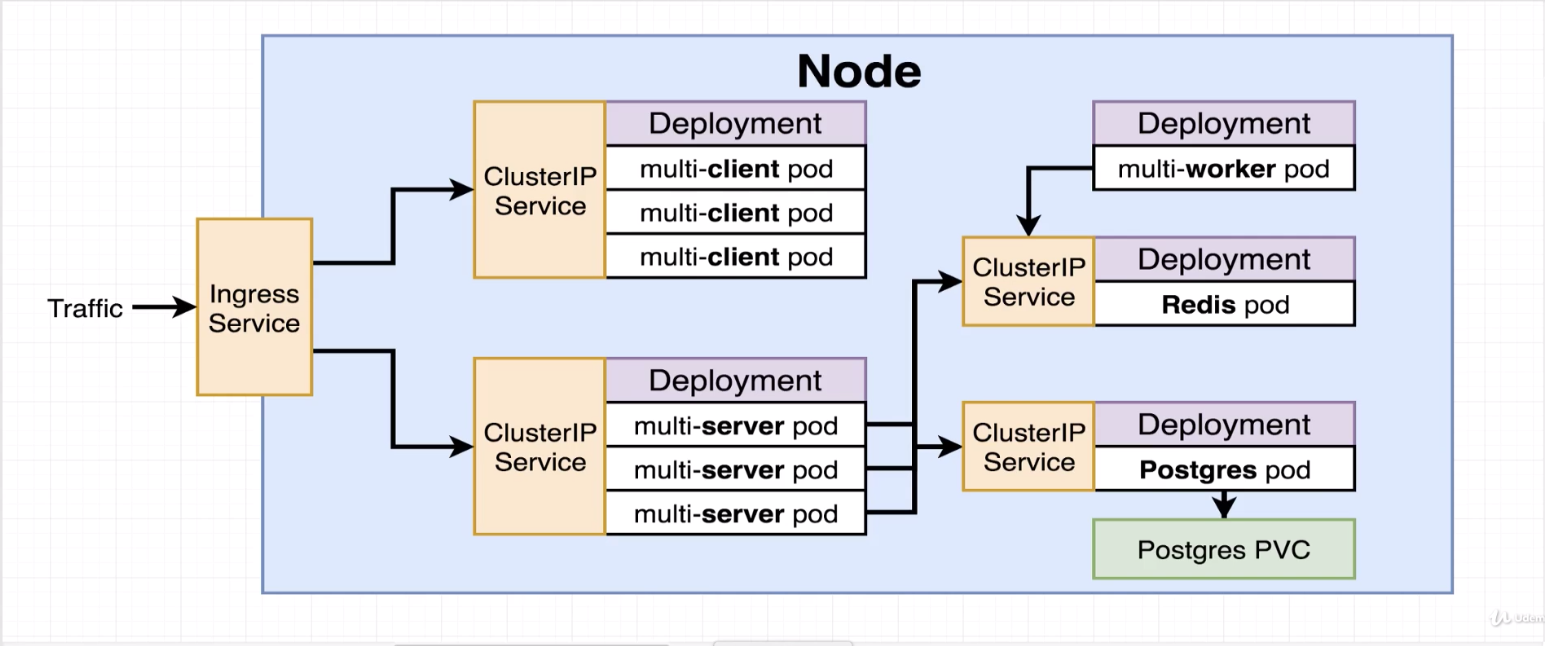 Node
Traffic
Ingress
Service
ClusterIP
Service
Deployment
multi-client pod
multi-client pod
multi-client pod
ClusterIP
Service
Deployment
multi-server pod
multi-server pod
multi-server pod
Deployment
multi-worker pod
ClusterIP
Service
Deployment
Redis pod
ClusterIP
Service
Deployment
Postgres pod
Postgres PVC